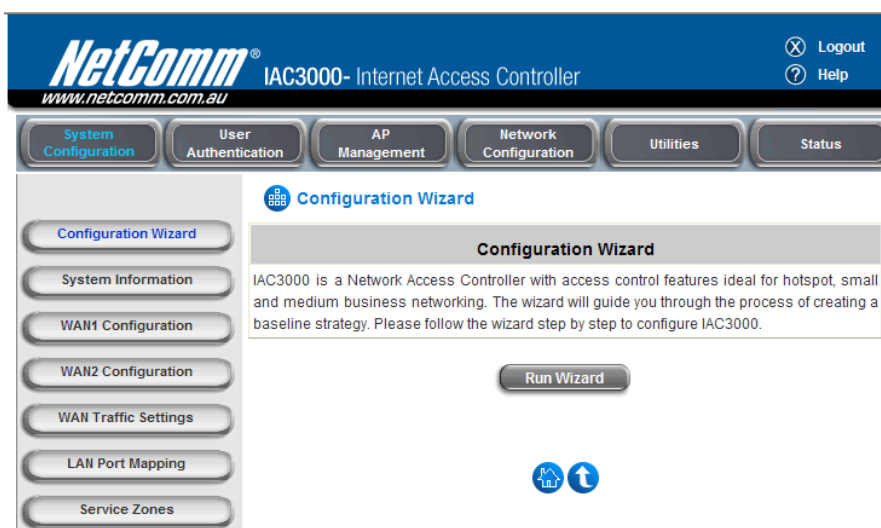 NetComm®
www.netcomm.com.au
IAC3000- Internet Access Controller
Logout
Help
System Configuration
User Authentication
AP Management
Network Configuration
Utilities
Status
Configuration Wizard
System Information
WAN1 Configuration
WAN2 Configuration
WAN Traffic Settings
LAN Port Mapping
Service Zones
Configuration Wizard
Configuration Wizard
IAC3000 is a Network Access Controller with access control features ideal for hotspot, small
and medium business networking. The wizard will guide you through the process of creating a
baseline strategy. Please follow the wizard step by step to configure IAC3000.
Run Wizard